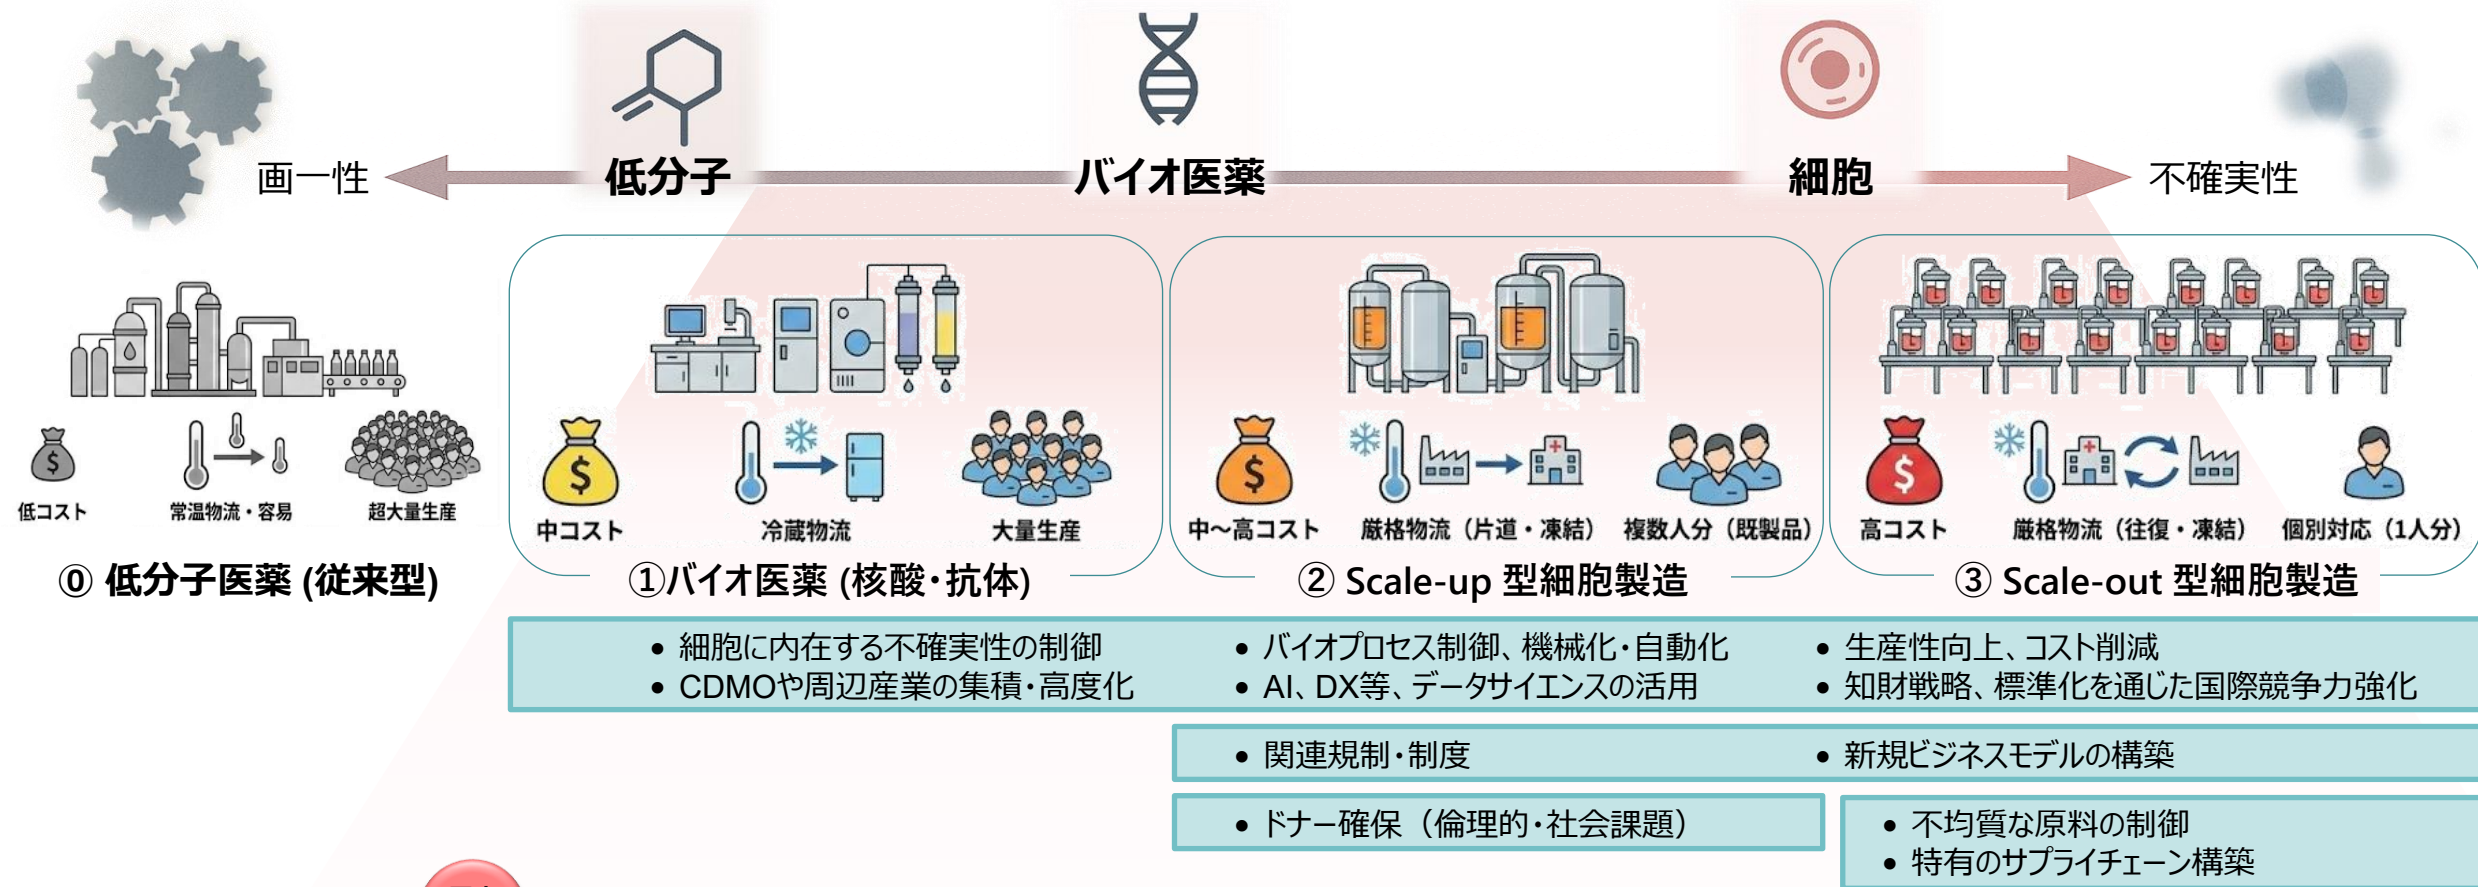 画一性
低分子
バイオ医薬
細胞
不確実性
低コスト
常温物流・容易
超大量生産
⓪ 低分子医薬 (従来型)
$
中コスト
冷蔵物流
大量生産
①バイオ医薬 (核酸・抗体)
$
中～高コスト
厳格物流（片道・凍結）
複数人分（既製品）
② Scale-up 型細胞製造
$
高コスト
厳格物流（往復・凍結）
個別対応（1人分）
③ Scale-out 型細胞製造
$
• 細胞に内在する不確実性の制御
• CDMOや周辺産業の集積・高度化
• バイオプロセス制御、機械化・自動化
• AI、DX等、データサイエンスの活用
• 生産性向上、コスト削減
• 知財戦略、標準化を通じた国際競争力強化
• 関連規制・制度
• 新規ビジネスモデルの構築
• ドナー確保（倫理的・社会課題）
• 不均質な原料の制御
• 特有のサプライチェーン構築